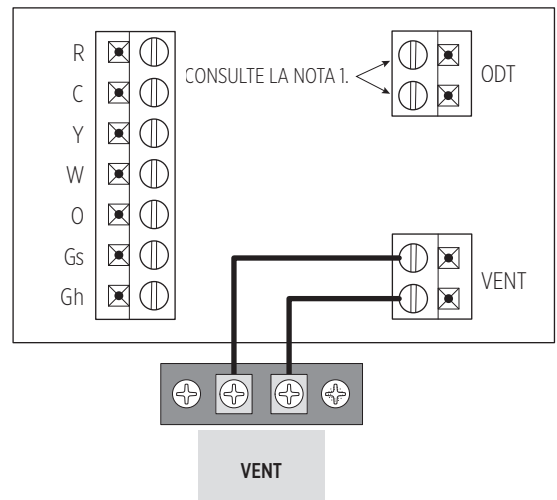 R
C
Y
W
O
Gs
Gh
CONSULTE LA NOTA 1.
ODT
VENT
VENT